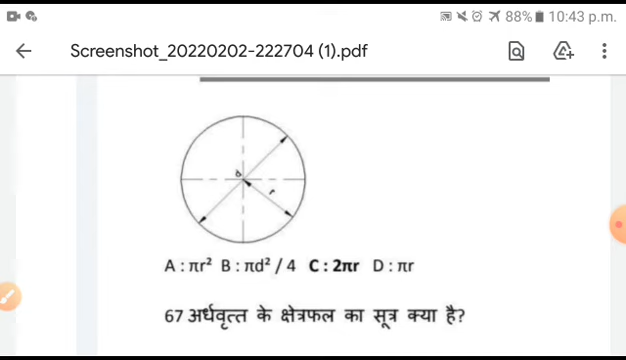 88% 10:43 p.m.
Screenshot_20220202-222704 (1).pdf
d
r
A : πr² B : πd² / 4 C : 2πr D : πr
67 अर्धवृत्त के क्षेत्रफल का सूत्र क्या है?